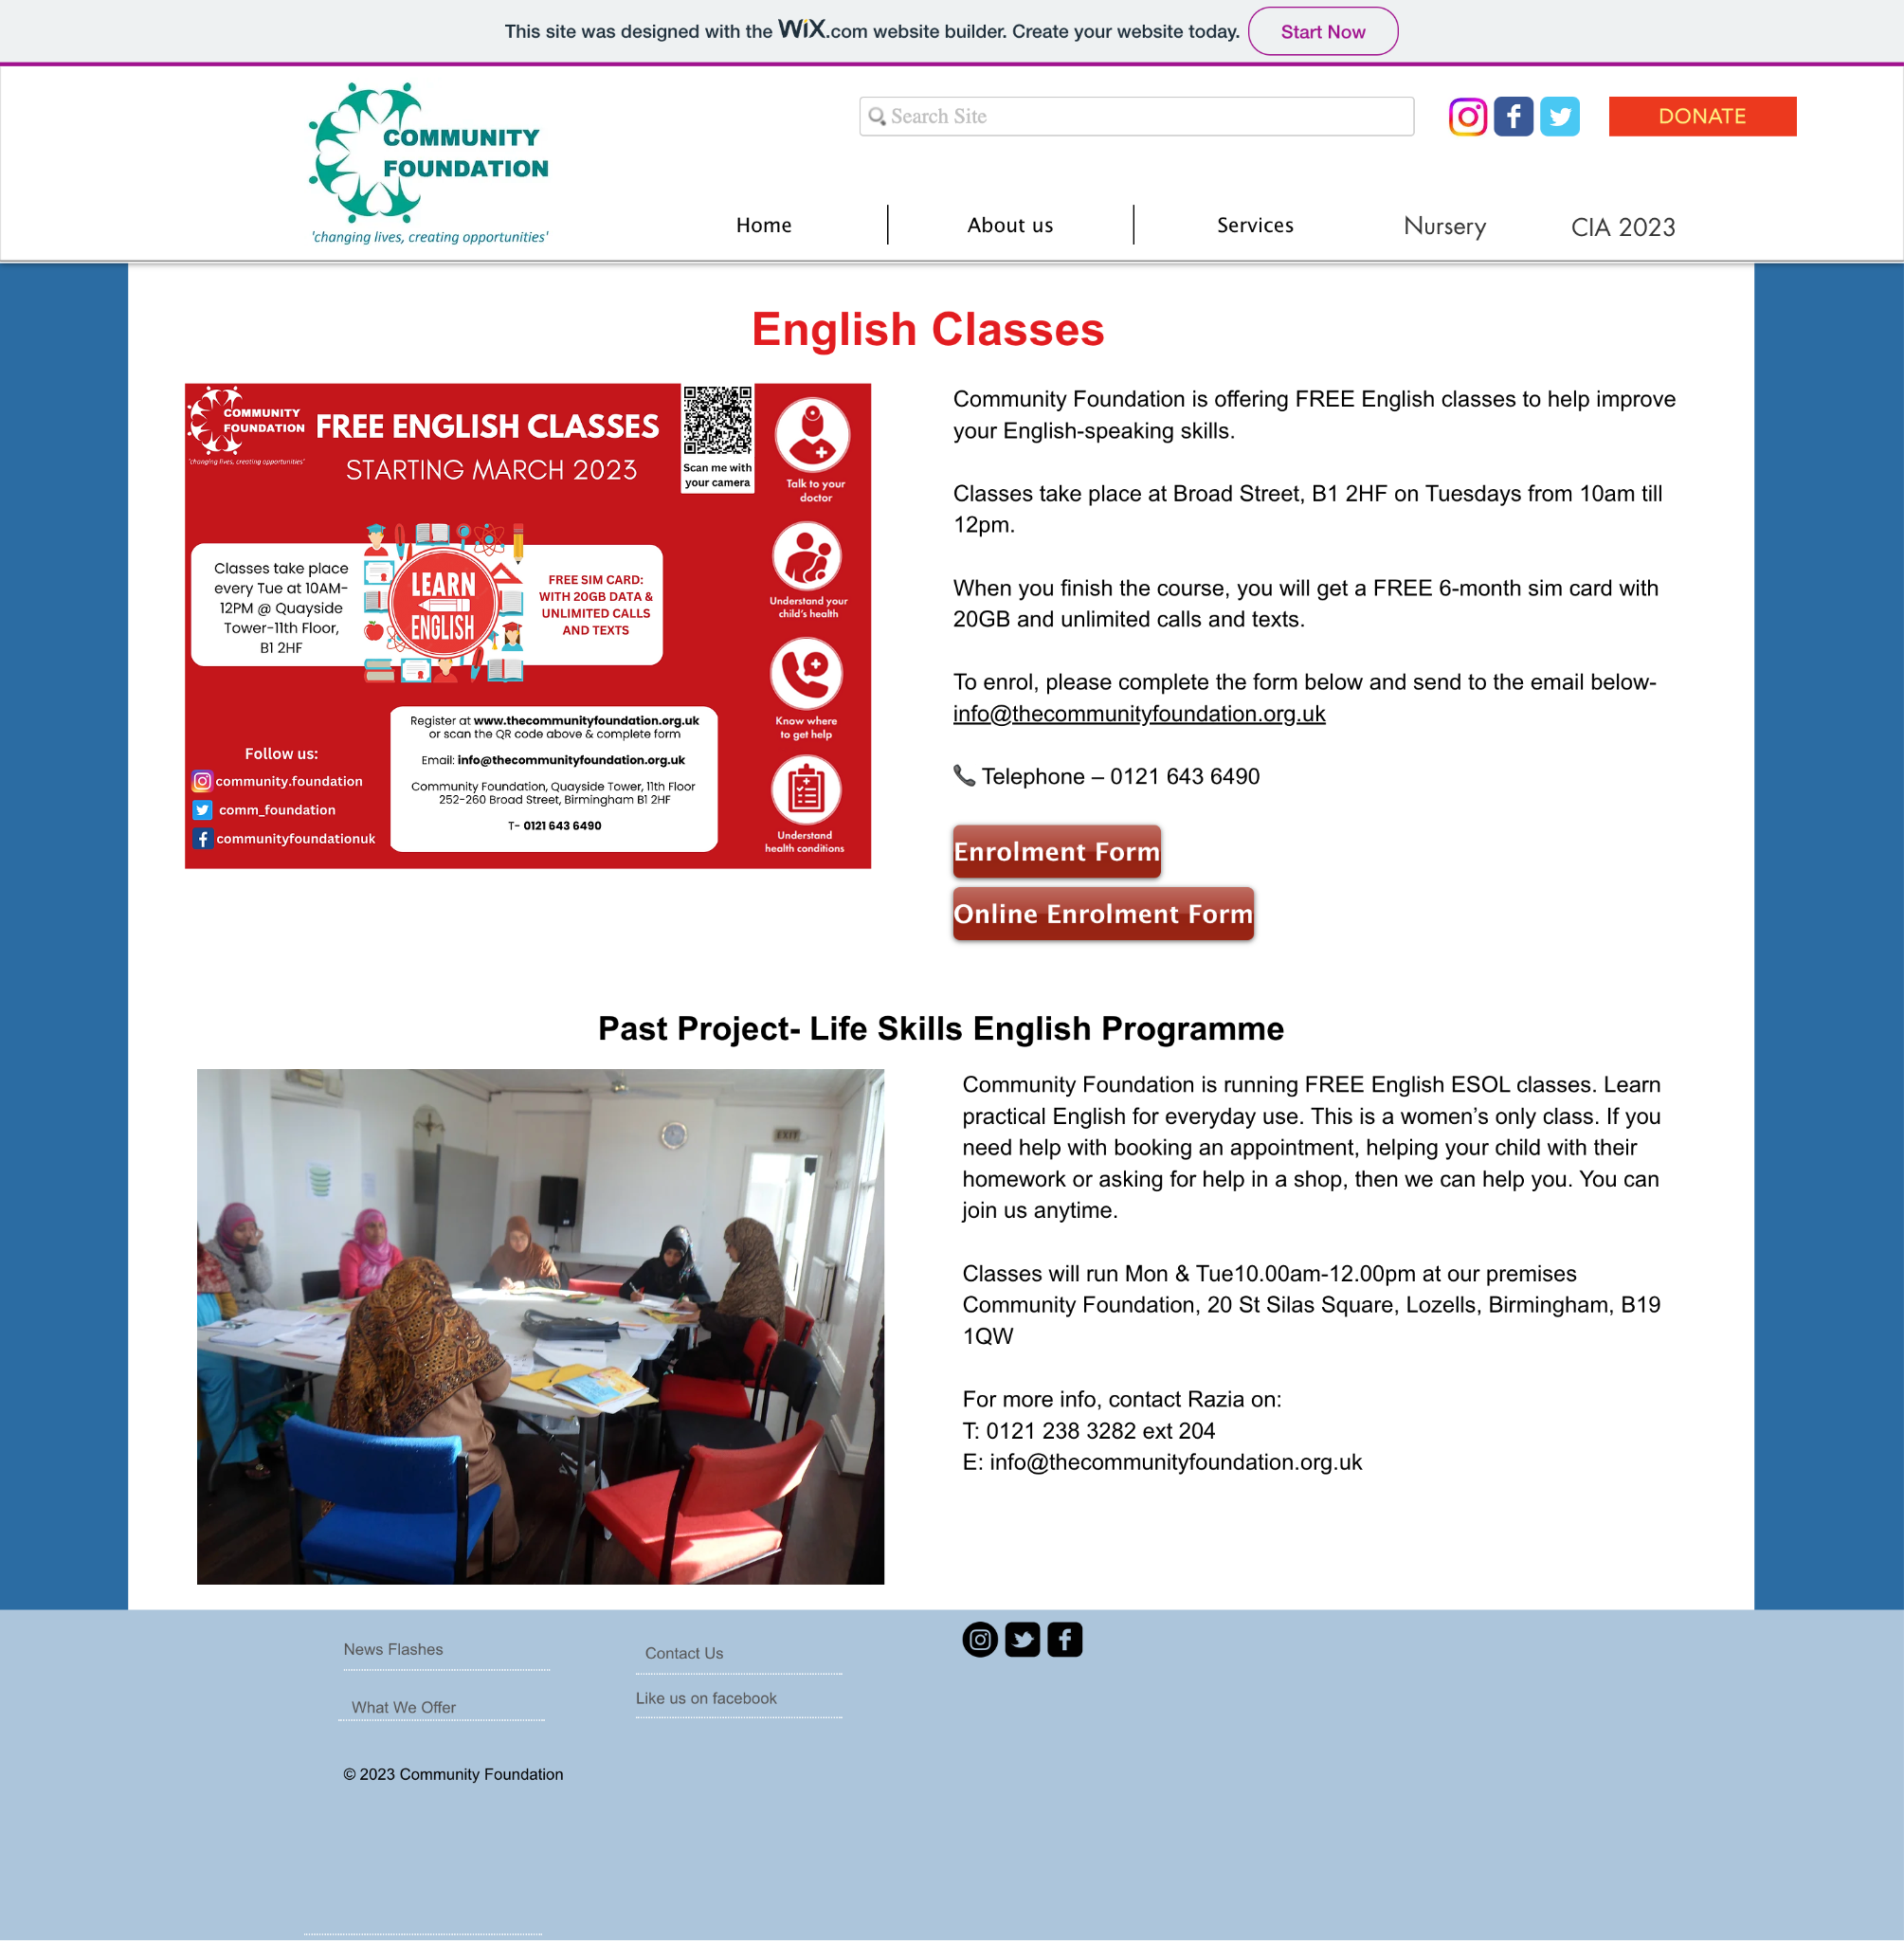 This site was designed with the WiX.com website builder. Create your website today. Start Now
COMMUNITY
FOUNDATION
'changing lives, creating opportunities'
Search Site
DONATE
Home
About us
Services
Nursery
CIA 2023
English Classes
COMMUNITY
FOUNDATION
'changing lives, creating opportunities'
FREE ENGLISH CLASSES
STARTING MARCH 2023
Scan me with
your camera
Talk to your
doctor
Classes take place
every Tue at 10AM-
12PM @ Quayside
Tower-11th Floor,
B1 2HF
LEARN
ENGLISH
FREE SIM CARD:
WITH 20GB DATA &
UNLIMITED CALLS
AND TEXTS
Understand your
child's health
Know where
to get help
Understand
health conditions
Register at www.thecommunityfoundation.org.uk
or scan the QR code above & complete form
Email: info@thecommunityfoundation.org.uk
Community Foundation, Quayside Tower, 11th Floor
252-260 Broad Street, Birmingham B1 2HF
T- 0121 643 6490
Follow us:
community.foundation
comm_foundation
communityfoundationuk
Community Foundation is offering FREE English classes to help improve
your English-speaking skills.
Classes take place at Broad Street, B1 2HF on Tuesdays from 10am till
12pm.
When you finish the course, you will get a FREE 6-month sim card with
20GB and unlimited calls and texts.
To enrol, please complete the form below and send to the email below-
info@thecommunityfoundation.org.uk
Telephone – 0121 643 6490
Enrolment Form
Online Enrolment Form
Past Project- Life Skills English Programme
EXIT
Community Foundation is running FREE English ESOL classes. Learn
practical English for everyday use. This is a women’s only class. If you
need help with booking an appointment, helping your child with their
homework or asking for help in a shop, then we can help you. You can
join us anytime.
Classes will run Mon & Tue10.00am-12.00pm at our premises
Community Foundation, 20 St Silas Square, Lozells, Birmingham, B19
1QW
For more info, contact Razia on:
T: 0121 238 3282 ext 204
E: info@thecommunityfoundation.org.uk
News Flashes
Contact Us
What We Offer
Like us on facebook
© 2023 Community Foundation